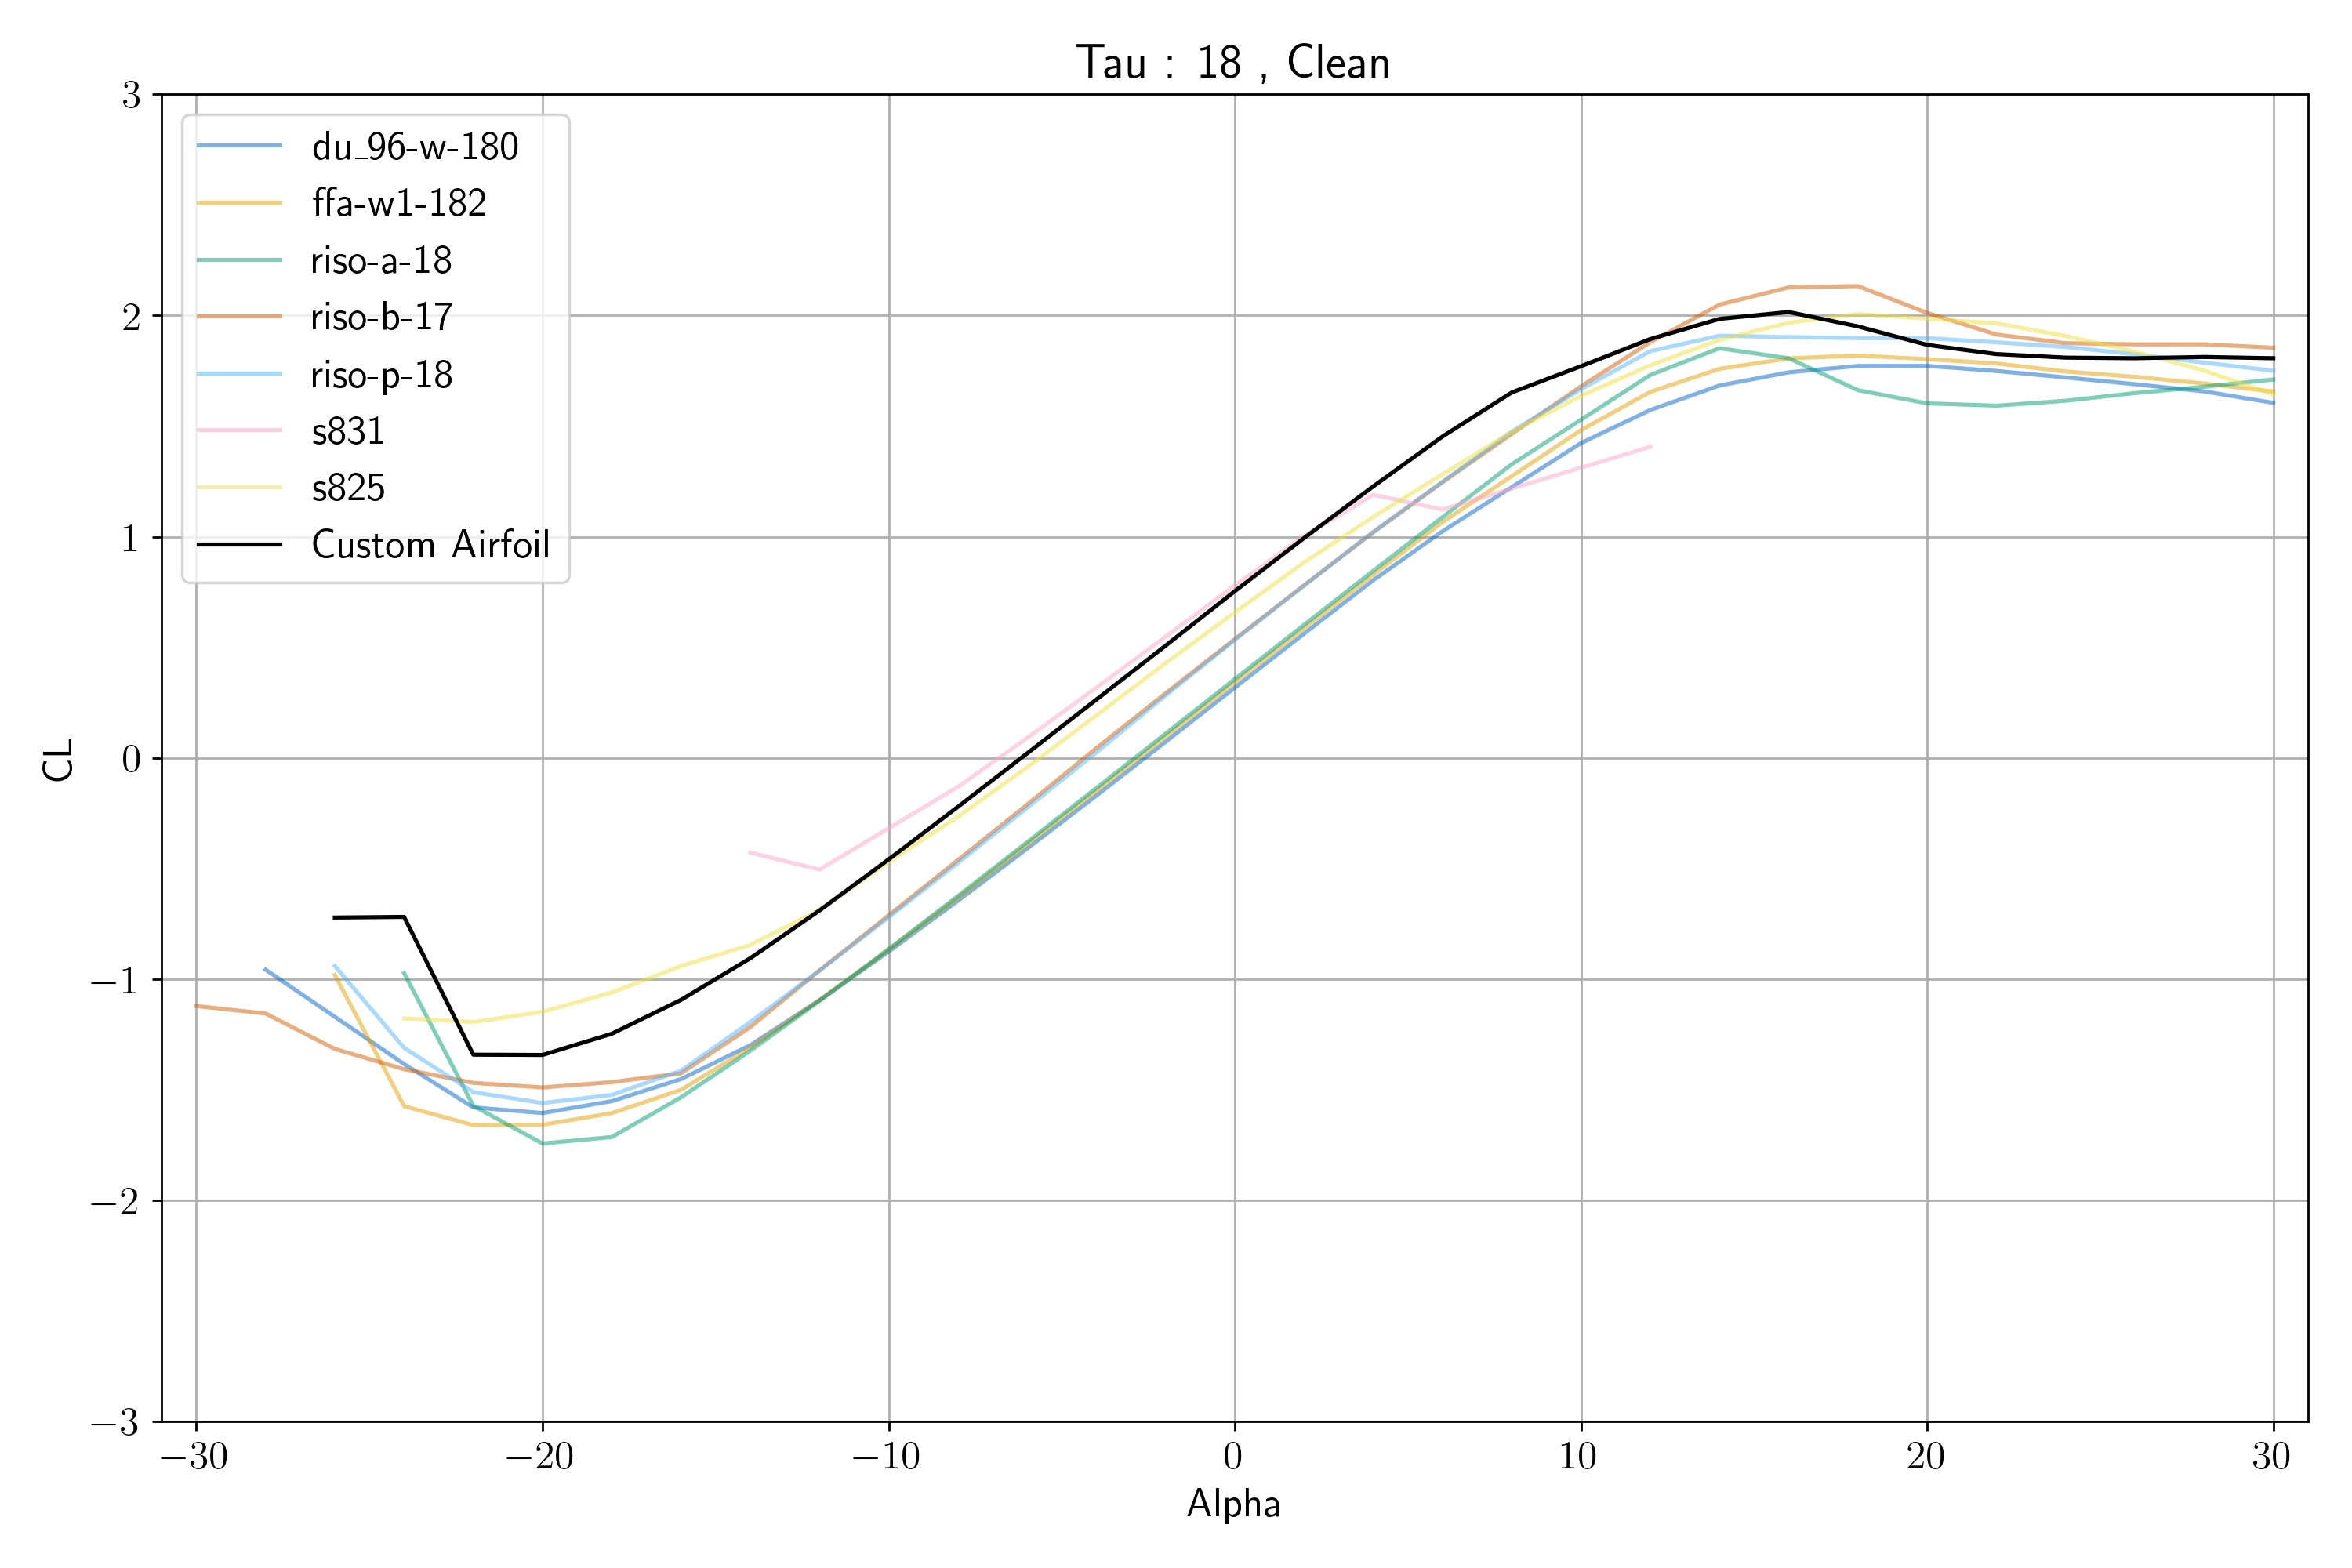 Tau : 18 , Clean
3
2
1
0
−1
−2
−3
CL
du_96-w-180
ffa-w1-182
riso-a-18
riso-b-17
riso-p-18
s831
s825
Custom Airfoil
−30 −20 −10 0 10 20 30
Alpha